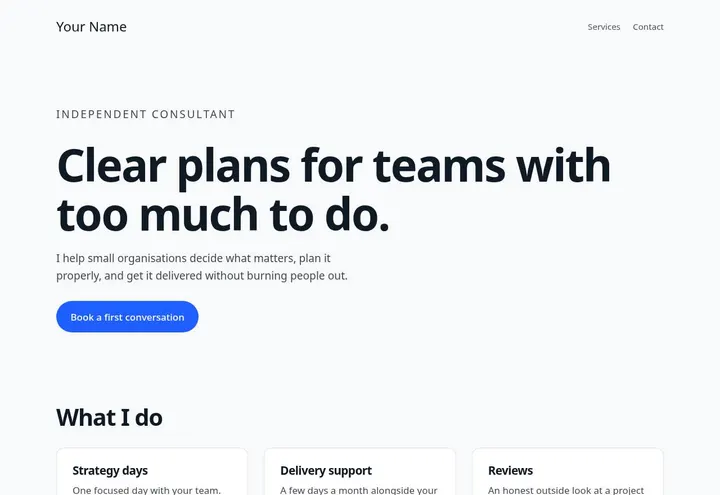 Your Name
Services
Contact
INDEPENDENT CONSULTANT
Clear plans for teams with
too much to do.
I help small organisations decide what matters, plan it
properly, and get it delivered without burning people out.
Book a first conversation
What I do
Strategy days
One focused day with your team.
Delivery support
A few days a month alongside your
Reviews
An honest outside look at a project